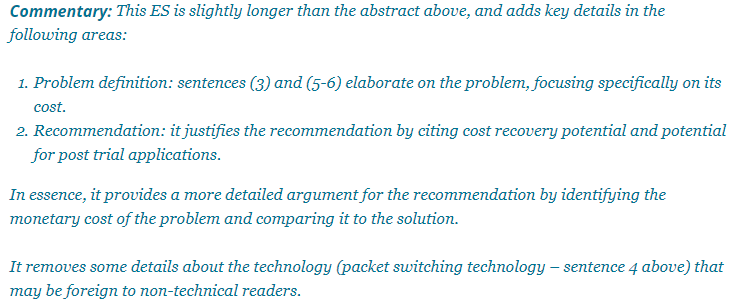 Commentary: This ES is slightly longer than the abstract above, and adds key details in the
following areas:
1. Problem definition: sentences (3) and (5-6) elaborate on the problem, focusing specifically on its
cost.
2. Recommendation: it justifies the recommendation by citing cost recovery potential and potential
for post trial applications.
In essence, it provides a more detailed argument for the recommendation by identifying the
monetary cost of the problem and comparing it to the solution.
It removes some details about the technology (packet switching technology – sentence 4 above) that
may be foreign to non-technical readers.